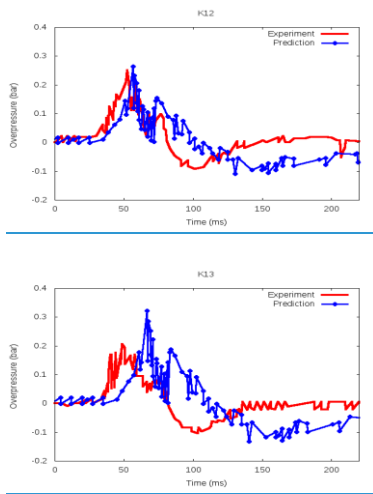 K12
0.4
Experiment
Prediction
0.3
0.2
0.1
0
-0.1
-0.2
Overpressure (bar)
0 50 100 150 200
Time (ms)
K13
0.4
Experiment
Prediction
0.3
0.2
0.1
0
-0.1
-0.2
Overpressure (bar)
0 50 100 150 200
Time (ms)